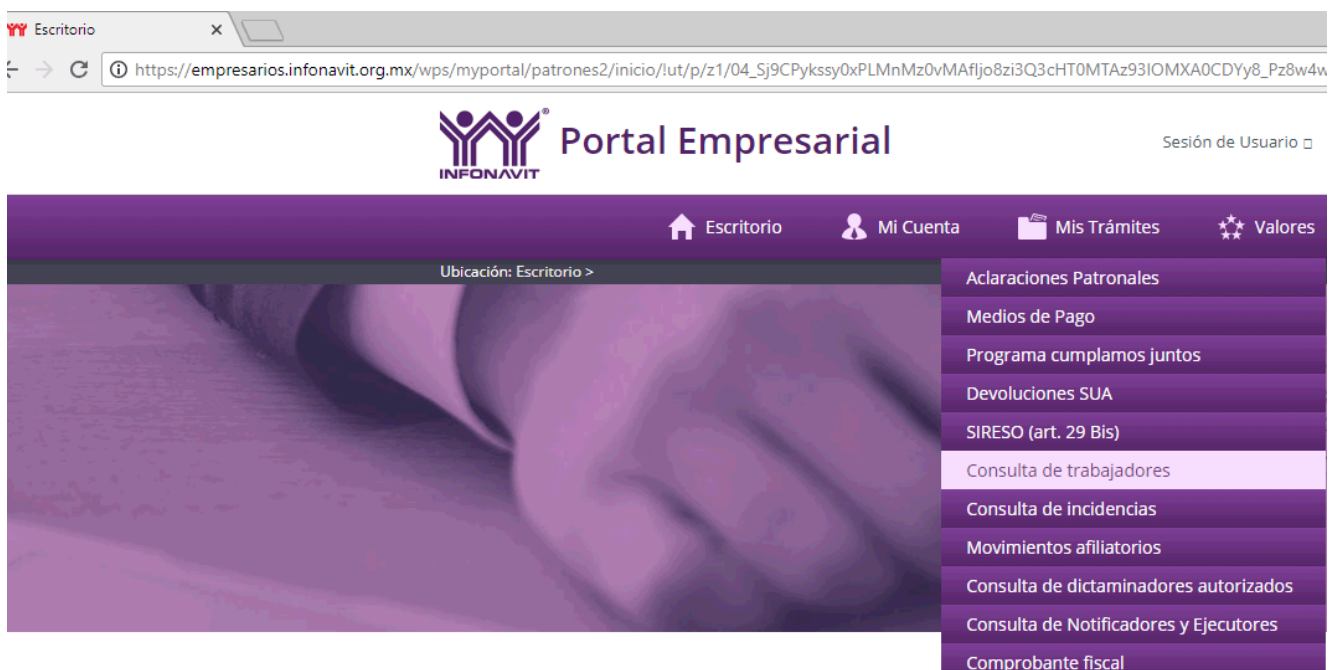 Escritorio
https://empresarios.infonavit.org.mx/wps/myportal/patrones2/inicio/!ut/p/z1/04_Sj9CPykssy0xPLMnMz0vMAfIjo8zi3Q3cHT0MTAz93IOMXA0CDYy8_Pz8w4w
INFONAVIT
Portal Empresarial
Sesión de Usuario
Escritorio Mi Cuenta Mis Trámites Valores
Ubicación: Escritorio >
Aclaraciones Patronales
Medios de Pago
Programa cumplamos juntos
Devoluciones SUA
SIRESO (art. 29 Bis)
Consulta de trabajadores
Consulta de incidencias
Movimientos afiliatorios
Consulta de dictaminadores autorizados
Consulta de Notificadores y Ejecutores
Comprobante fiscal